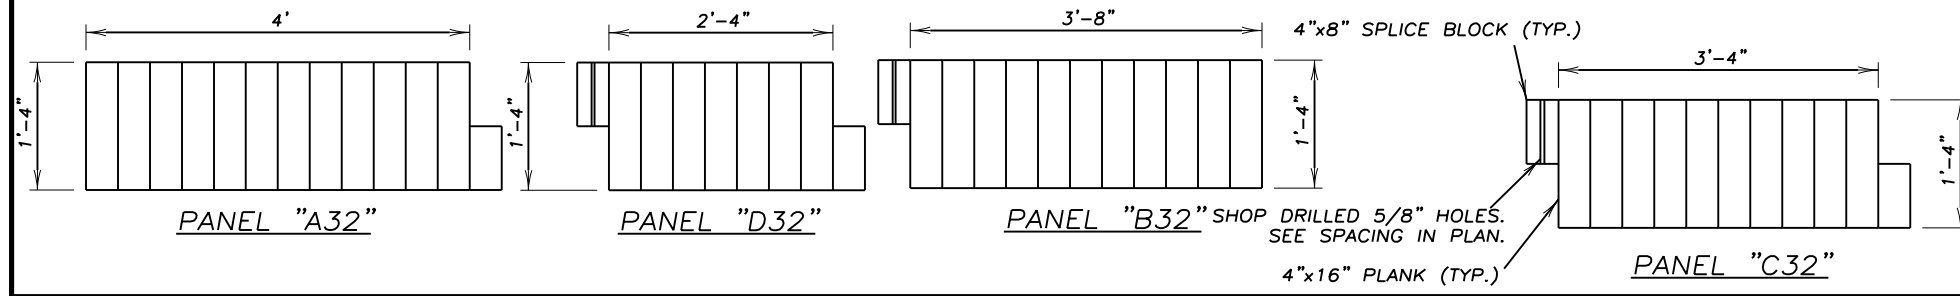 4'
1'-4"
PANEL "A32"
2'-4"
1'-4"
PANEL "D32"
3'-8"
1'-4"
PANEL "B32"
4"x8" SPLICE BLOCK (TYP.)
3'-4"
1'-4"
SHOP DRILLED 5/8" HOLES.
SEE SPACING IN PLAN.
4"x16" PLANK (TYP.)
PANEL "C32"